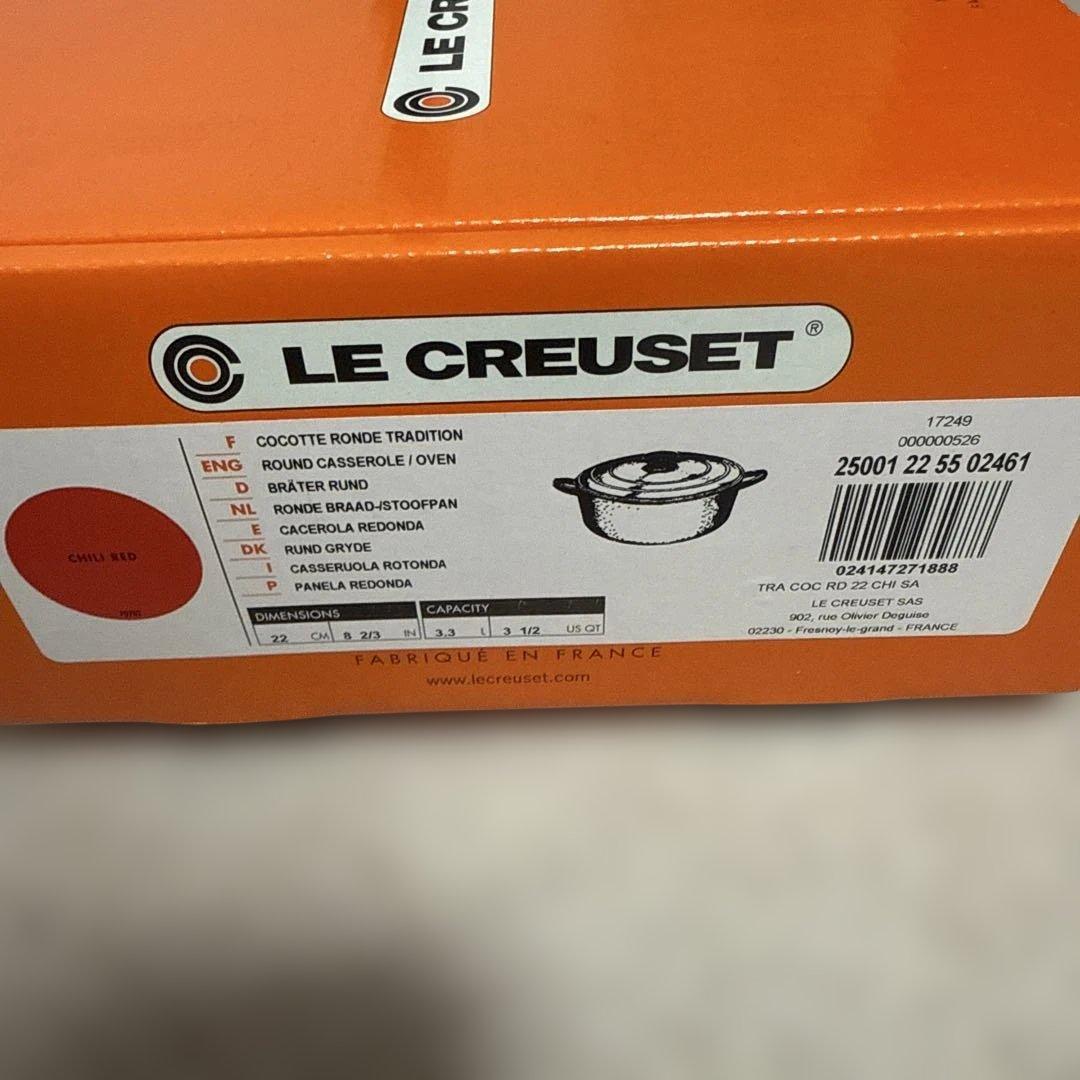 LE CR
LE CREUSET®
F COCOTTE RONDE TRADITION
ENG ROUND CASSEROLE / OVEN
D BRÄTER RUND
NL RONDE BRAAD-/STOOFPAN
E CACEROLA REDONDA
DK RUND GRYDE
I CASSERUOLA ROTONDA
P PANELA REDONDA
CHILI RED
DIMENSIONS CAPACITY
22 CM 8 2/3 IN 3.3 L 3 1/2 US QT
17249
000000526
25001 22 55 02461
024147271888
TRA COC RD 22 CHI SA
LE CREUSET SAS
902, rue Olivier Deguise
02230 - Fresnoy-le-grand - FRANCE
FABRIQUÉ EN FRANCE
www.lecreuset.com